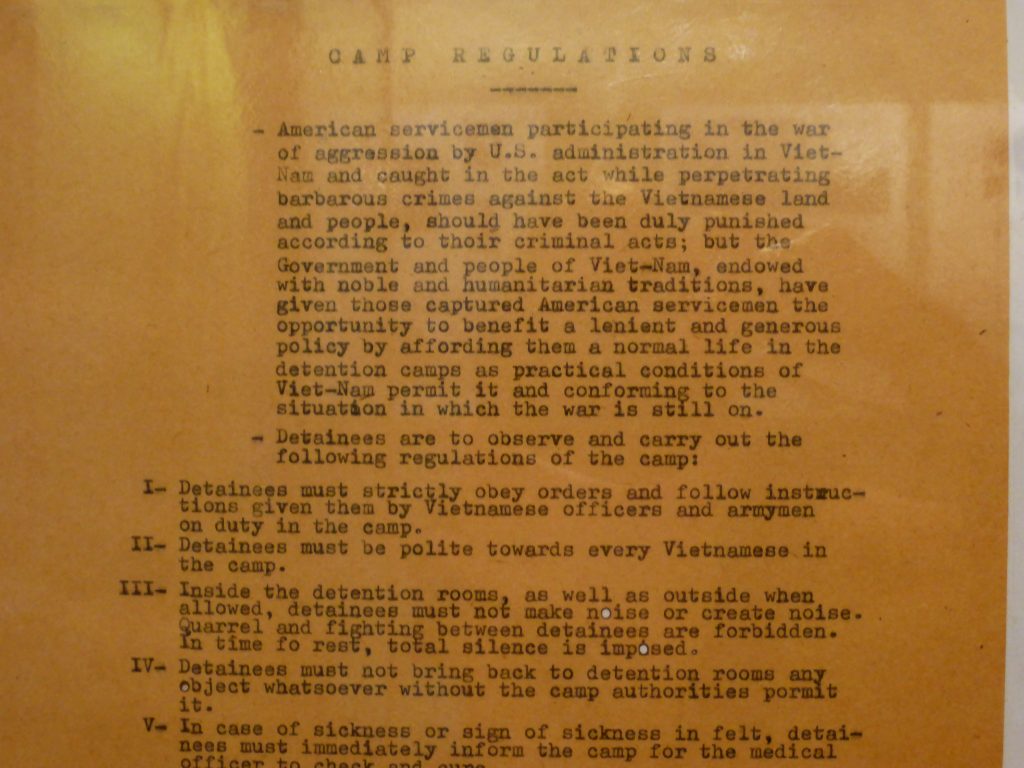 CAMP REGULATIONS
- American servicemen participating in the war
of aggression by U.S. administration in Viet-
Nam and caught in the act while perpetrating
barbarous crimes against the Vietnamese land
and people, should have been duly punished
according to thoir criminal acts; but the
Government and people of Viet-Nam, endowed
with noble and humanitarian traditions, have
given those captured American servicemen the
opportunity to benefit a lenient and generous
policy by affording them a normal life in the
detention camps as practical conditions of
Viet-Nam permit it and conforming to the
situation in which the war is still on.
- Detainees are to observe and carry out the
following regulations of the camp:
I- Detainees must strictly obey orders and follow instruc-
tions given them by Vietnamese officers and armymen
on duty in the camp.
II- Detainees must be polite towards every Vietnamese in
the camp.
III- Inside the detention rooms, as well as outside when
allowed, detainees must not make noise or create noise.
Quarrel and fighting between detainees are forbidden.
In time fo rest, total silence is imposed.
IV- Detainees must not bring back to detention rooms any
object whatsoever without the camp authorities pormit
it.
V- In case of sickness or sign of sickness in felt, detai-
nees must immediately inform the camp for the medical
officer to check and cure.